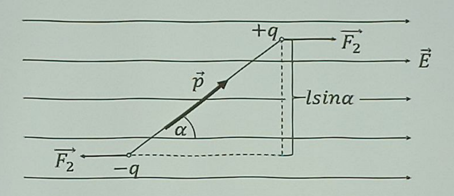 +q
F₂→
E→
p→
lsinα
α
F₂→
−q